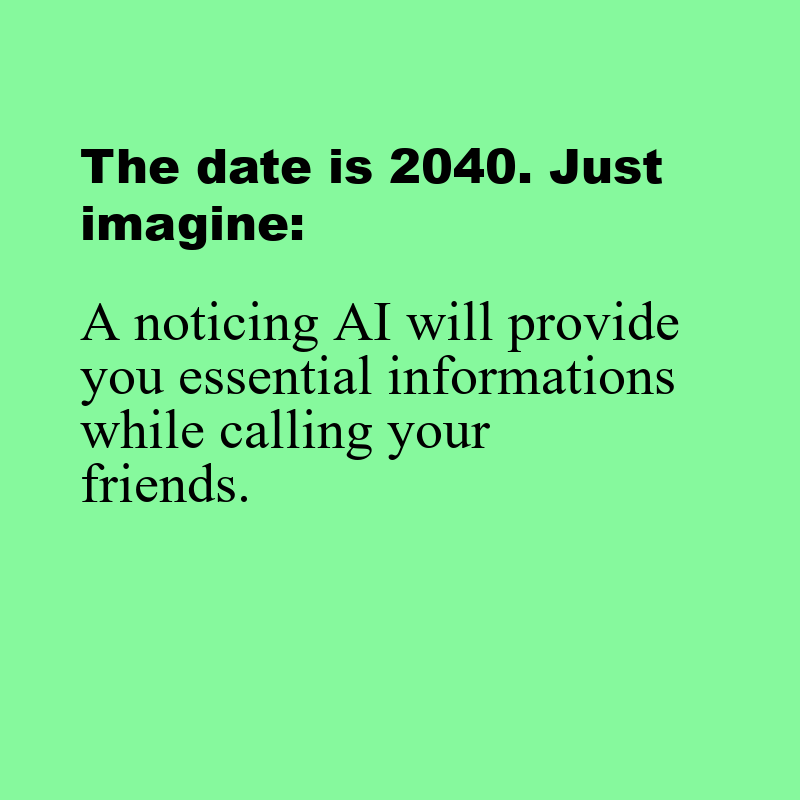 The date is 2040. Just
imagine:
A noticing AI will provide
you essential informations
while calling your
friends.